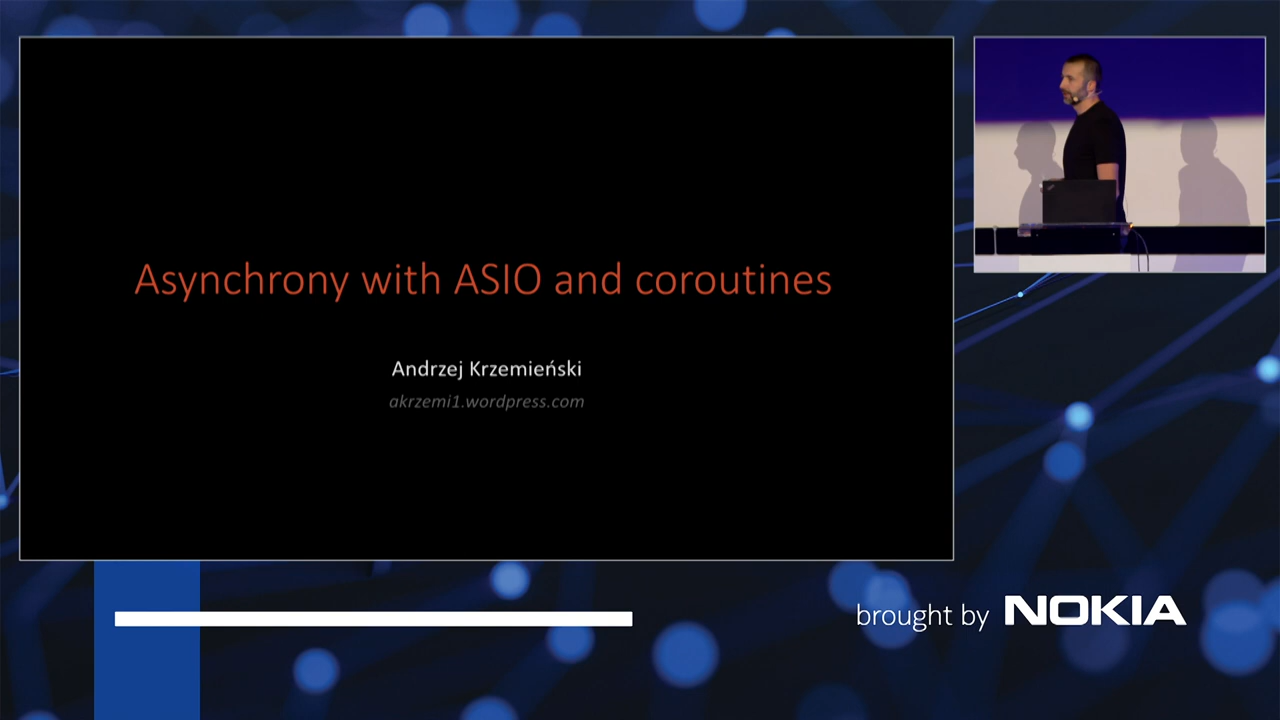 Asynchrony with ASIO and coroutines
Andrzej Krzemieński
akrzemi1.wordpress.com
brought by NOKIA